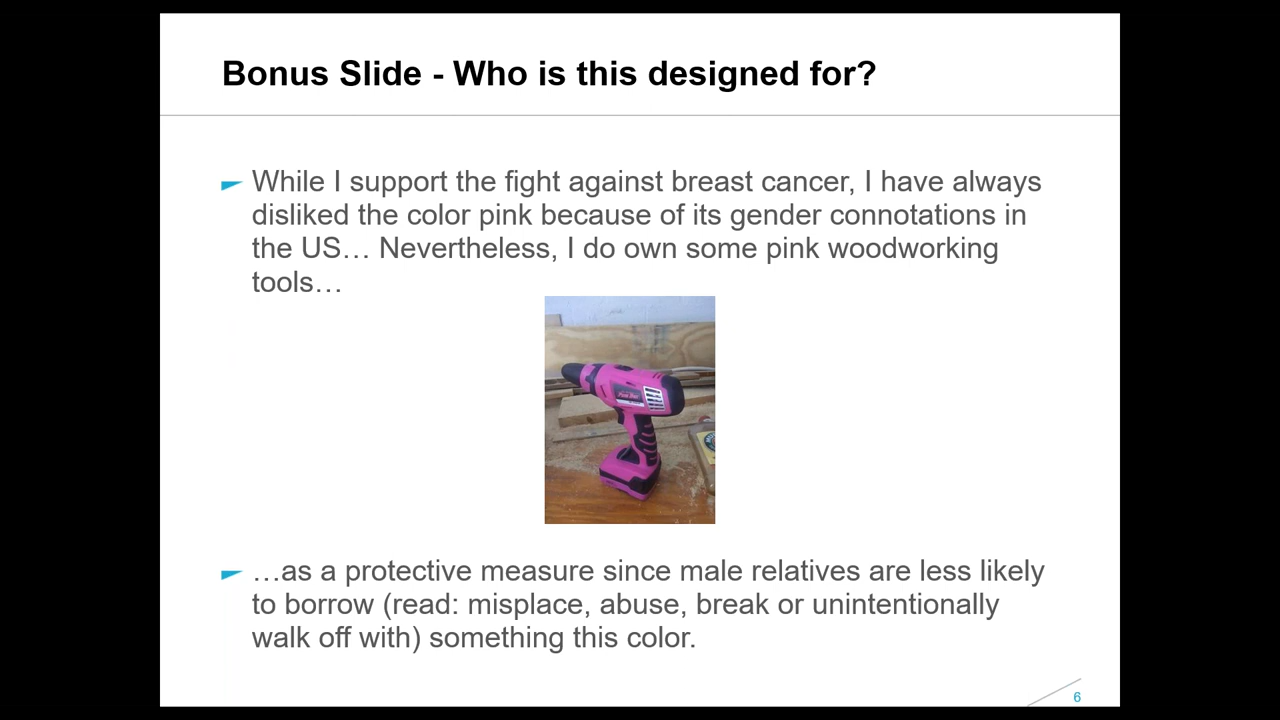 Bonus Slide - Who is this designed for?
While I support the fight against breast cancer, I have always
disliked the color pink because of its gender connotations in
the US… Nevertheless, I do own some pink woodworking
tools…
…as a protective measure since male relatives are less likely
to borrow (read: misplace, abuse, break or unintentionally
walk off with) something this color.
6